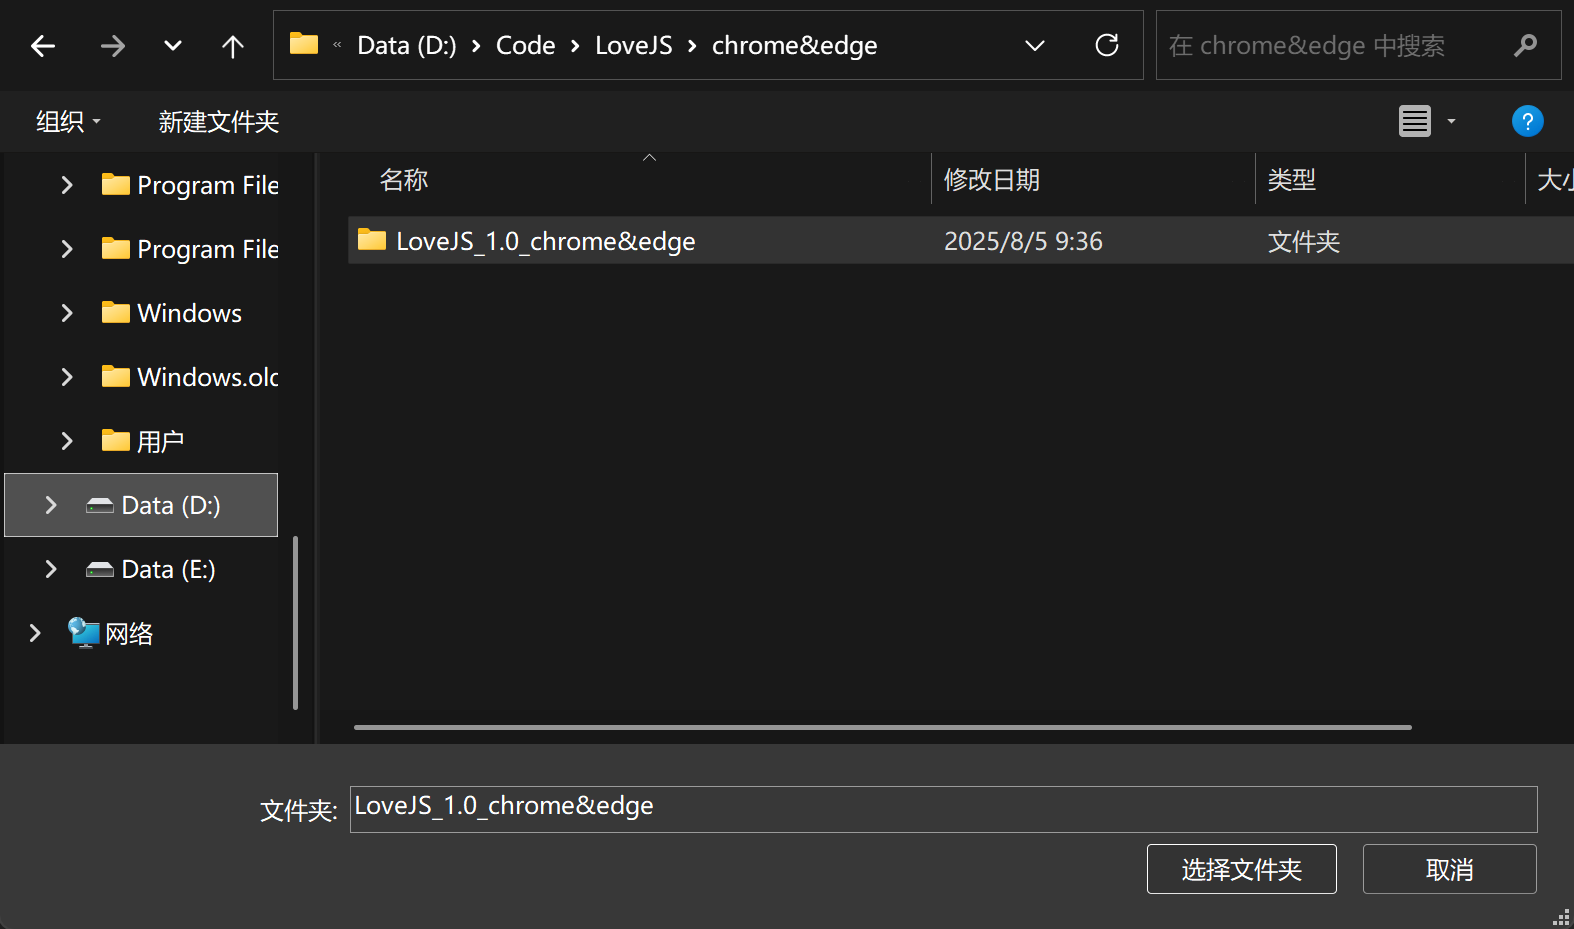 « Data (D:) › Code › LoveJS › chrome&edge
在 chrome&edge 中搜索
组织
新建文件夹
?
名称
修改日期
类型
大小
Program File
Program File
Windows
Windows.old
用户
Data (D:)
Data (E:)
网络
LoveJS_1.0_chrome&edge
2025/8/5 9:36
文件夹
文件夹:
LoveJS_1.0_chrome&edge
选择文件夹
取消